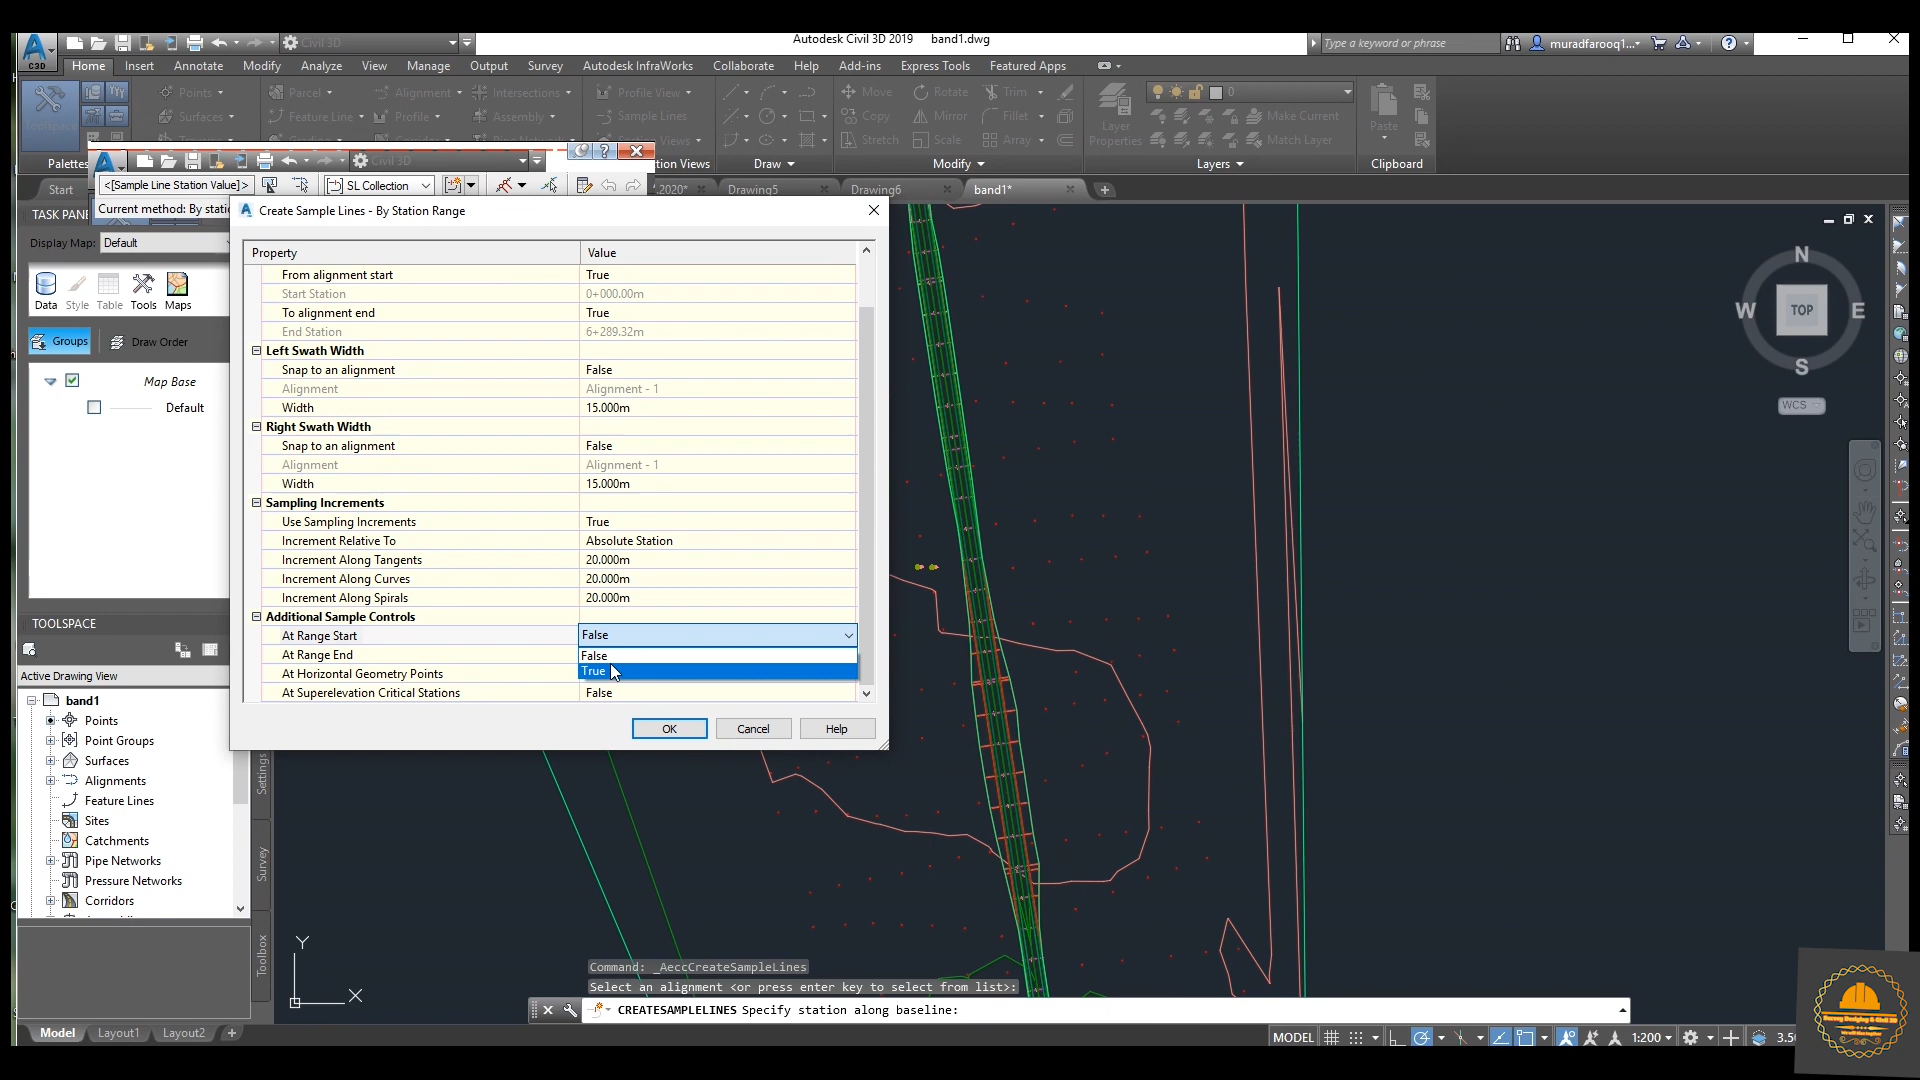 Civil 3D
Autodesk Civil 3D 2019 band1.dwg
Type a keyword or phrase
muradfarooq1...
C3D
Home Insert Annotate Modify Analyze View Manage Output Survey Autodesk InfraWorks Collaborate Help Add-ins Express Tools Featured Apps
Points Parcel Alignment Intersections Profile View Move Rotate Trim 0
Surfaces Feature Line Profile Assembly Sample Lines Copy Mirror Fillet Make Current
Toolspace Stretch Scale Array Layer Properties Match Layer Paste
Palettes tion Views Draw Modify Layers Clipboard
Civil 3D
Start 2020* Drawing5 Drawing6 band1*
<[Sample Line Station Value]> SL Collection
Current method: By stati
TASK PANE
Create Sample Lines - By Station Range
Display Map: Default
Property Value
From alignment start True
Start Station 0+000.00m
To alignment end True
End Station 6+289.32m
Left Swath Width
Snap to an alignment False
Alignment Alignment - 1
Width 15.000m
Right Swath Width
Snap to an alignment False
Alignment Alignment - 1
Width 15.000m
Sampling Increments
Use Sampling Increments True
Increment Relative To Absolute Station
Increment Along Tangents 20.000m
Increment Along Curves 20.000m
Increment Along Spirals 20.000m
Additional Sample Controls
At Range Start False
At Range End False
At Horizontal Geometry Points True
At Superelevation Critical Stations False
OK Cancel Help
Data Style Table Tools Maps
Groups Draw Order
Map Base
Default
TOOLSPACE
Active Drawing View
band1
Points
Point Groups
Surfaces
Alignments
Feature Lines
Sites
Catchments
Pipe Networks
Pressure Networks
Corridors
Settings
Survey
Toolbox
N
W TOP E
S
WCS
Y
X
Command: _AeccCreateSampleLines
Select an alignment <or press enter key to select from list>:
CREATESAMPLELINES Specify station along baseline:
Model Layout1 Layout2
MODEL 1:200 3.50